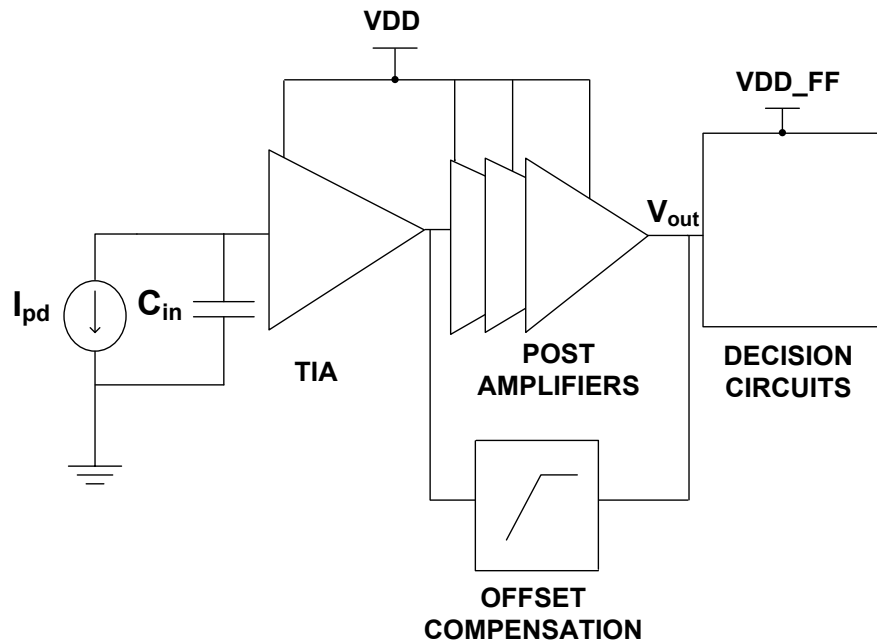 VDD
VDD_FF
V_out
I_pd
C_in
TIA
POST
AMPLIFIERS
DECISION
CIRCUITS
OFFSET
COMPENSATION